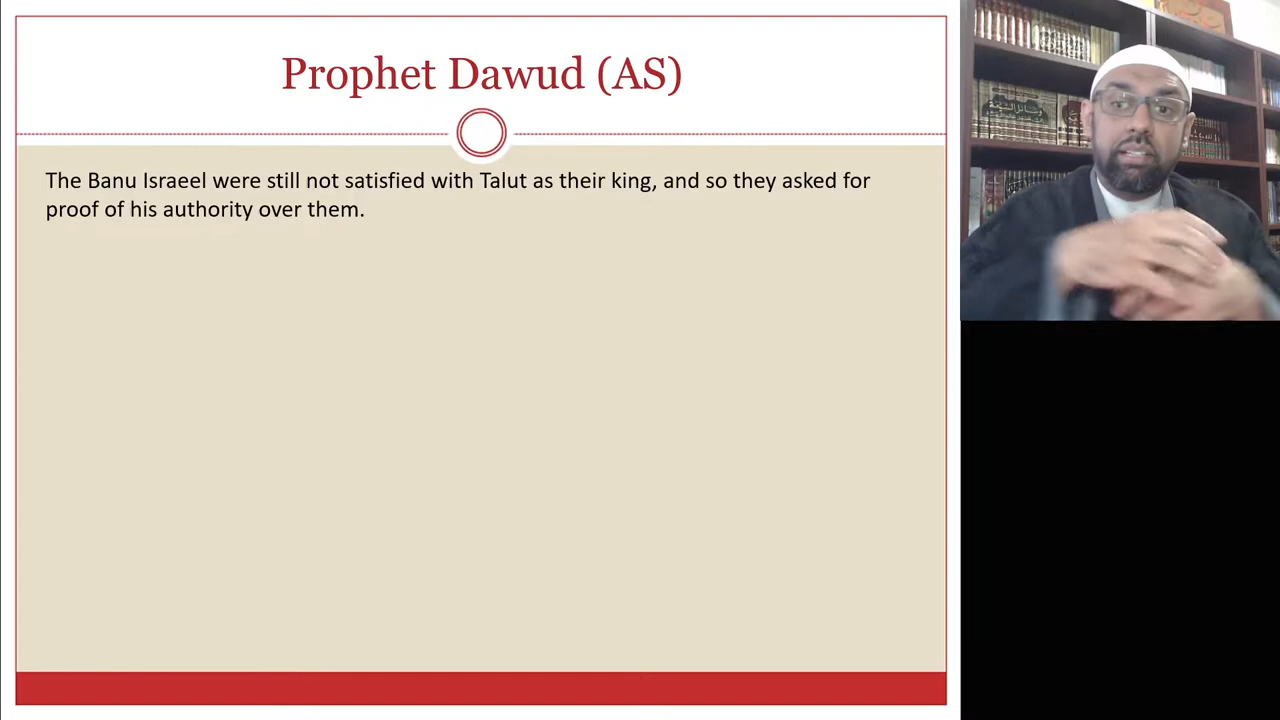 Prophet Dawud (AS)
The Banu Israeel were still not satisfied with Talut as their king, and so they asked for
proof of his authority over them.